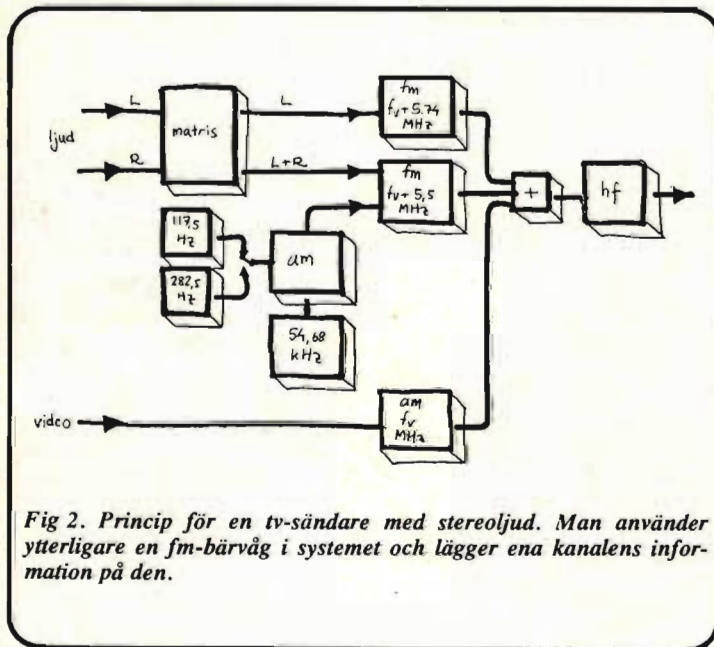 L
L
fm
fv+5.74
MHz
ljud
matris
R
L+R
fm
fv+5,5
MHz
+
hf
117,5
Hz
am
282,5
Hz
54,68
kHz
video
am
fv
MHz
Fig 2. Princip för en tv-sändare med stereoljud. Man använder
ytterligare en fm-bärvåg i systemet och lägger ena kanalens infor-
mation på den.